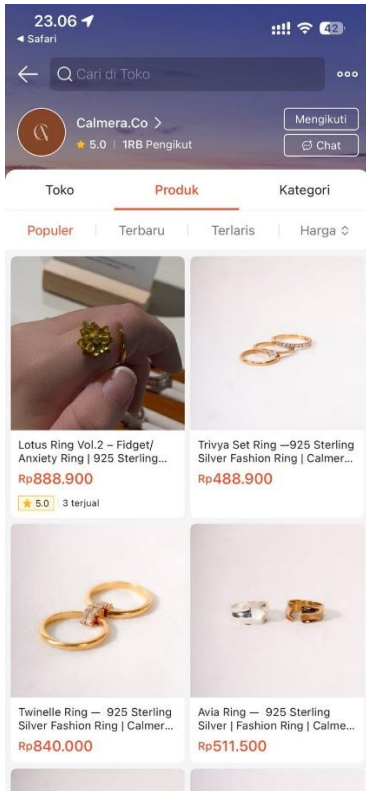 23.06
42
◀ Safari
Cari di Toko
Calmera.Co >
5.0 | 1RB Pengikut
Mengikuti
Chat
Toko Produk Kategori
Populer Terbaru Terlaris Harga
Lotus Ring Vol.2 – Fidget/
Anxiety Ring | 925 Sterling...
Rp888.900
5.0 3 terjual
Trivya Set Ring —925 Sterling
Silver Fashion Ring | Calmer...
Rp488.900
Twinelle Ring — 925 Sterling
Silver Fashion Ring | Calmer...
Rp840.000
Avia Ring — 925 Sterling
Silver | Fashion Ring | Calme...
Rp511.500